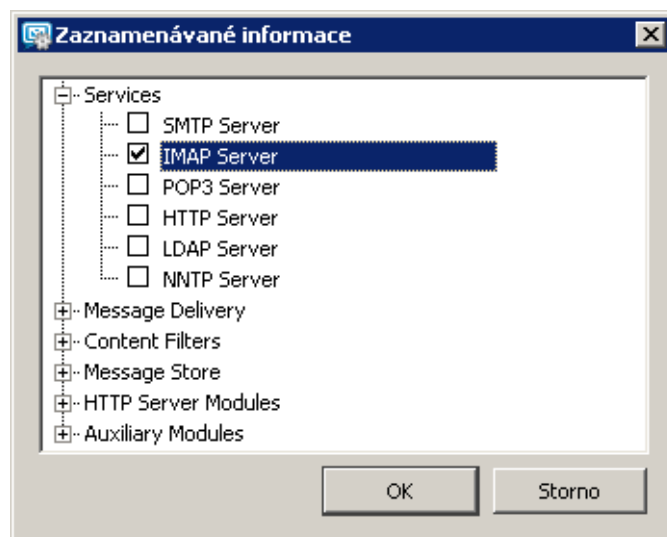 Zaznamenávané informace
Services
SMTP Server
IMAP Server
POP3 Server
HTTP Server
LDAP Server
NNTP Server
Message Delivery
Content Filters
Message Store
HTTP Server Modules
Auxiliary Modules
OK Storno